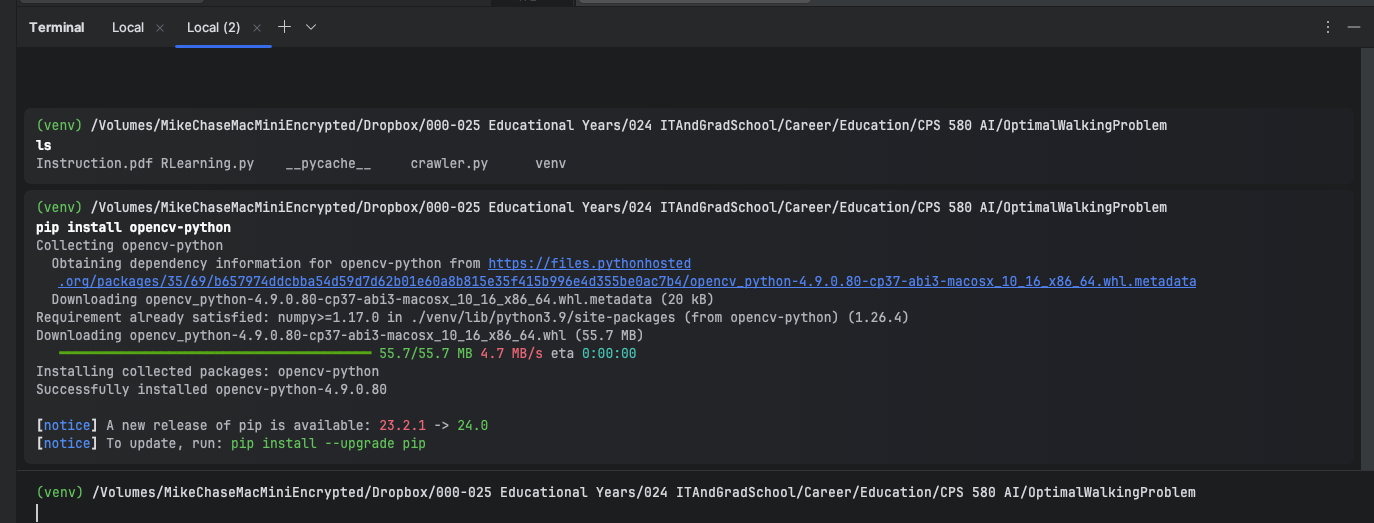 Terminal Local × Local (2) ×
(venv) /Volumes/MikeChaseMacMiniEncrypted/Dropbox/000-025 Educational Years/024 ITAndGradSchool/Career/Education/CPS 580 AI/OptimalWalkingProblem
ls
Instruction.pdf RLearning.py    __pycache__     crawler.py      venv
(venv) /Volumes/MikeChaseMacMiniEncrypted/Dropbox/000-025 Educational Years/024 ITAndGradSchool/Career/Education/CPS 580 AI/OptimalWalkingProblem
pip install opencv-python
Collecting opencv-python
  Obtaining dependency information for opencv-python from https://files.pythonhosted
.org/packages/35/69/b657974ddcbba54d59d7d62b01e60a8b815e35f415b996e4d355be0ac7b4/opencv_python-4.9.0.80-cp37-abi3-macosx_10_16_x86_64.whl.metadata
  Downloading opencv_python-4.9.0.80-cp37-abi3-macosx_10_16_x86_64.whl.metadata (20 kB)
Requirement already satisfied: numpy>=1.17.0 in ./venv/lib/python3.9/site-packages (from opencv-python) (1.26.4)
Downloading opencv_python-4.9.0.80-cp37-abi3-macosx_10_16_x86_64.whl (55.7 MB)
55.7/55.7 MB 4.7 MB/s eta 0:00:00
Installing collected packages: opencv-python
Successfully installed opencv-python-4.9.0.80
[notice] A new release of pip is available: 23.2.1 -> 24.0
[notice] To update, run: pip install --upgrade pip
(venv) /Volumes/MikeChaseMacMiniEncrypted/Dropbox/000-025 Educational Years/024 ITAndGradSchool/Career/Education/CPS 580 AI/OptimalWalkingProblem